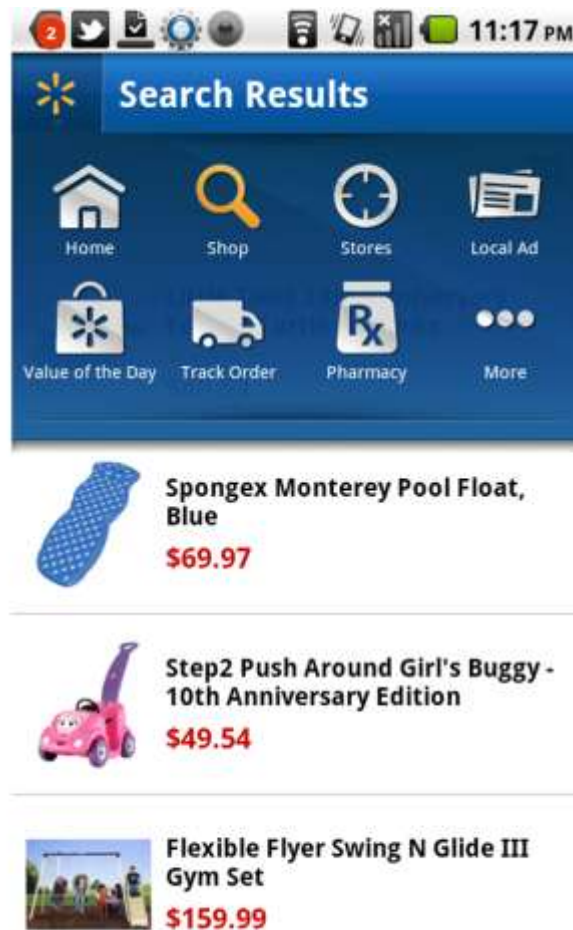 2
11:17 PM
Search Results
Home
Shop
Stores
Local Ad
Value of the Day
Track Order
Rx
Pharmacy
More
Spongex Monterey Pool Float,
Blue
$69.97
Step2 Push Around Girl's Buggy -
10th Anniversary Edition
$49.54
Flexible Flyer Swing N Glide III
Gym Set
$159.99